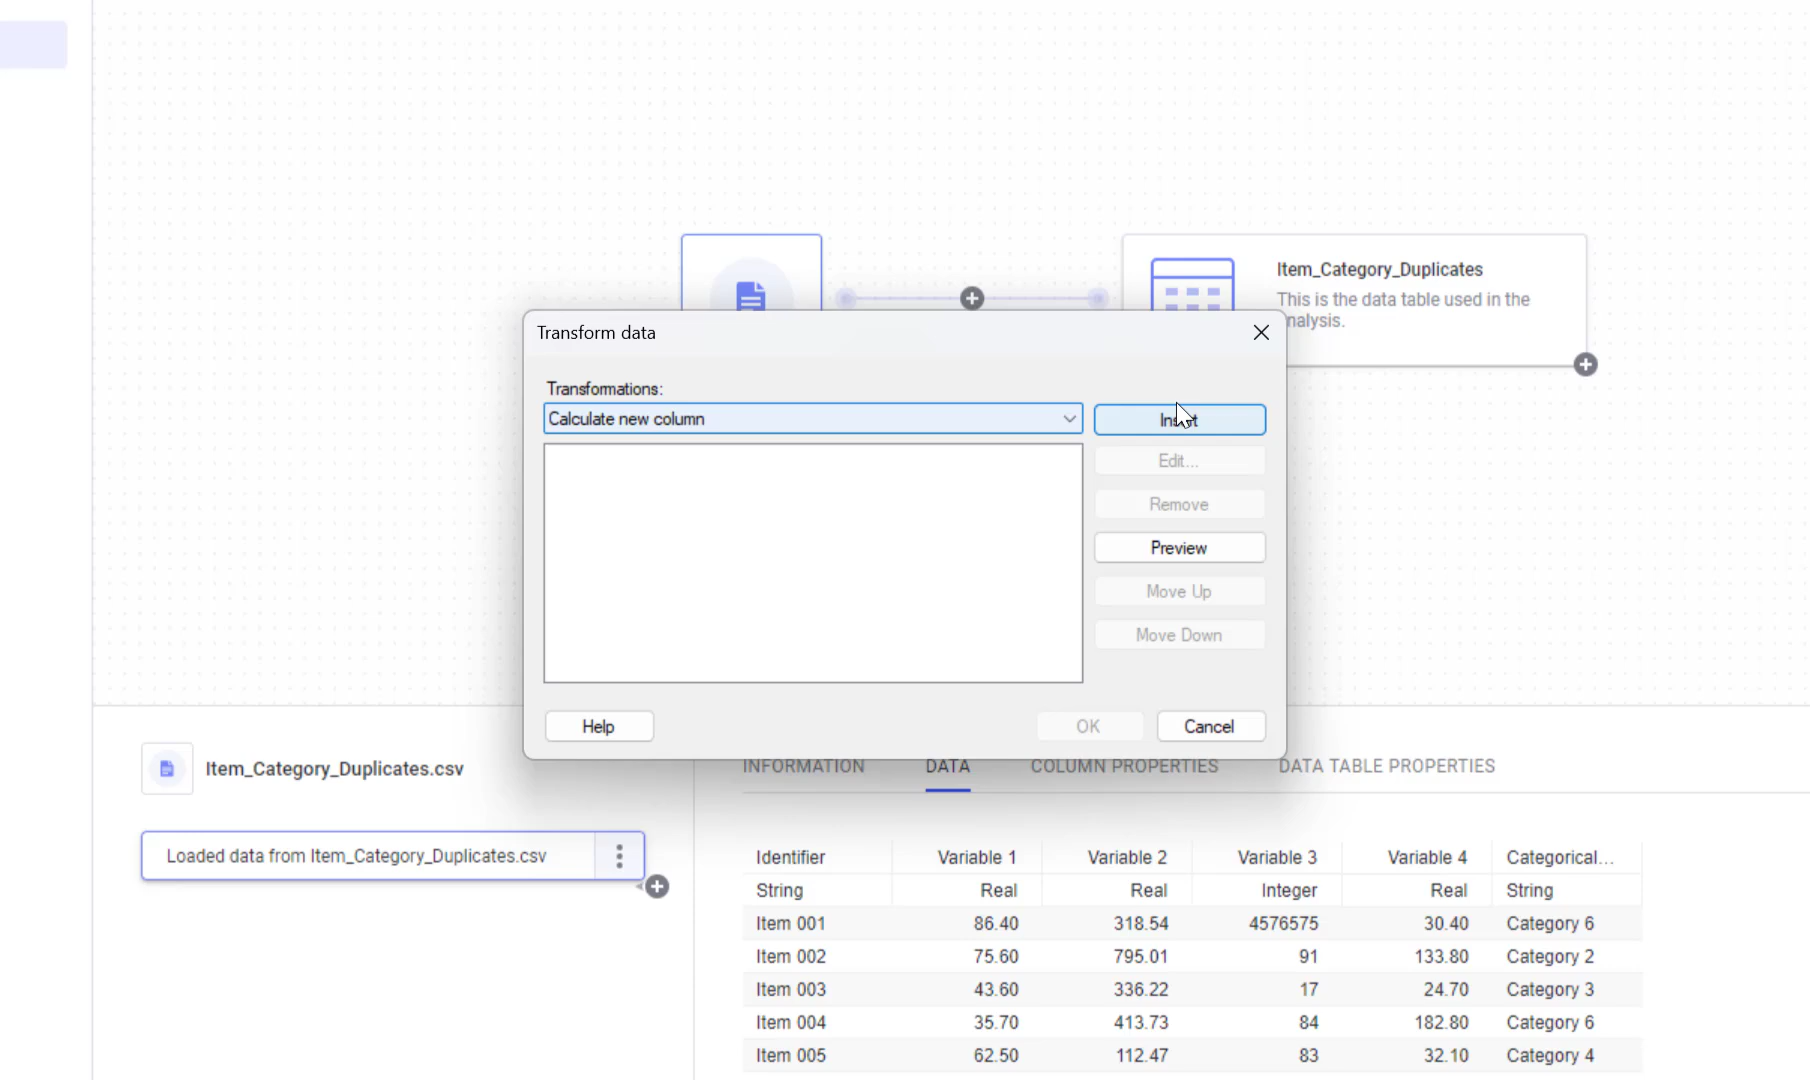 Item_Category_Duplicates
This is the data table used in the
nalysis.
Transform data
Transformations:
Calculate new column
Edit...
Remove
Preview
Move Up
Move Down
Help
OK
Cancel
Item_Category_Duplicates.csv
Loaded data from Item_Category_Duplicates.csv
INFORMATION DATA COLUMN PROPERTIES DATA TABLE PROPERTIES
Identifier Variable 1 Variable 2 Variable 3 Variable 4 Categorical...
String Real Real Integer Real String
Item 001 86.40 318.54 4576575 30.40 Category 6
Item 002 75.60 795.01 91 133.80 Category 2
Item 003 43.60 336.22 17 24.70 Category 3
Item 004 35.70 413.73 84 182.80 Category 6
Item 005 62.50 112.47 83 32.10 Category 4